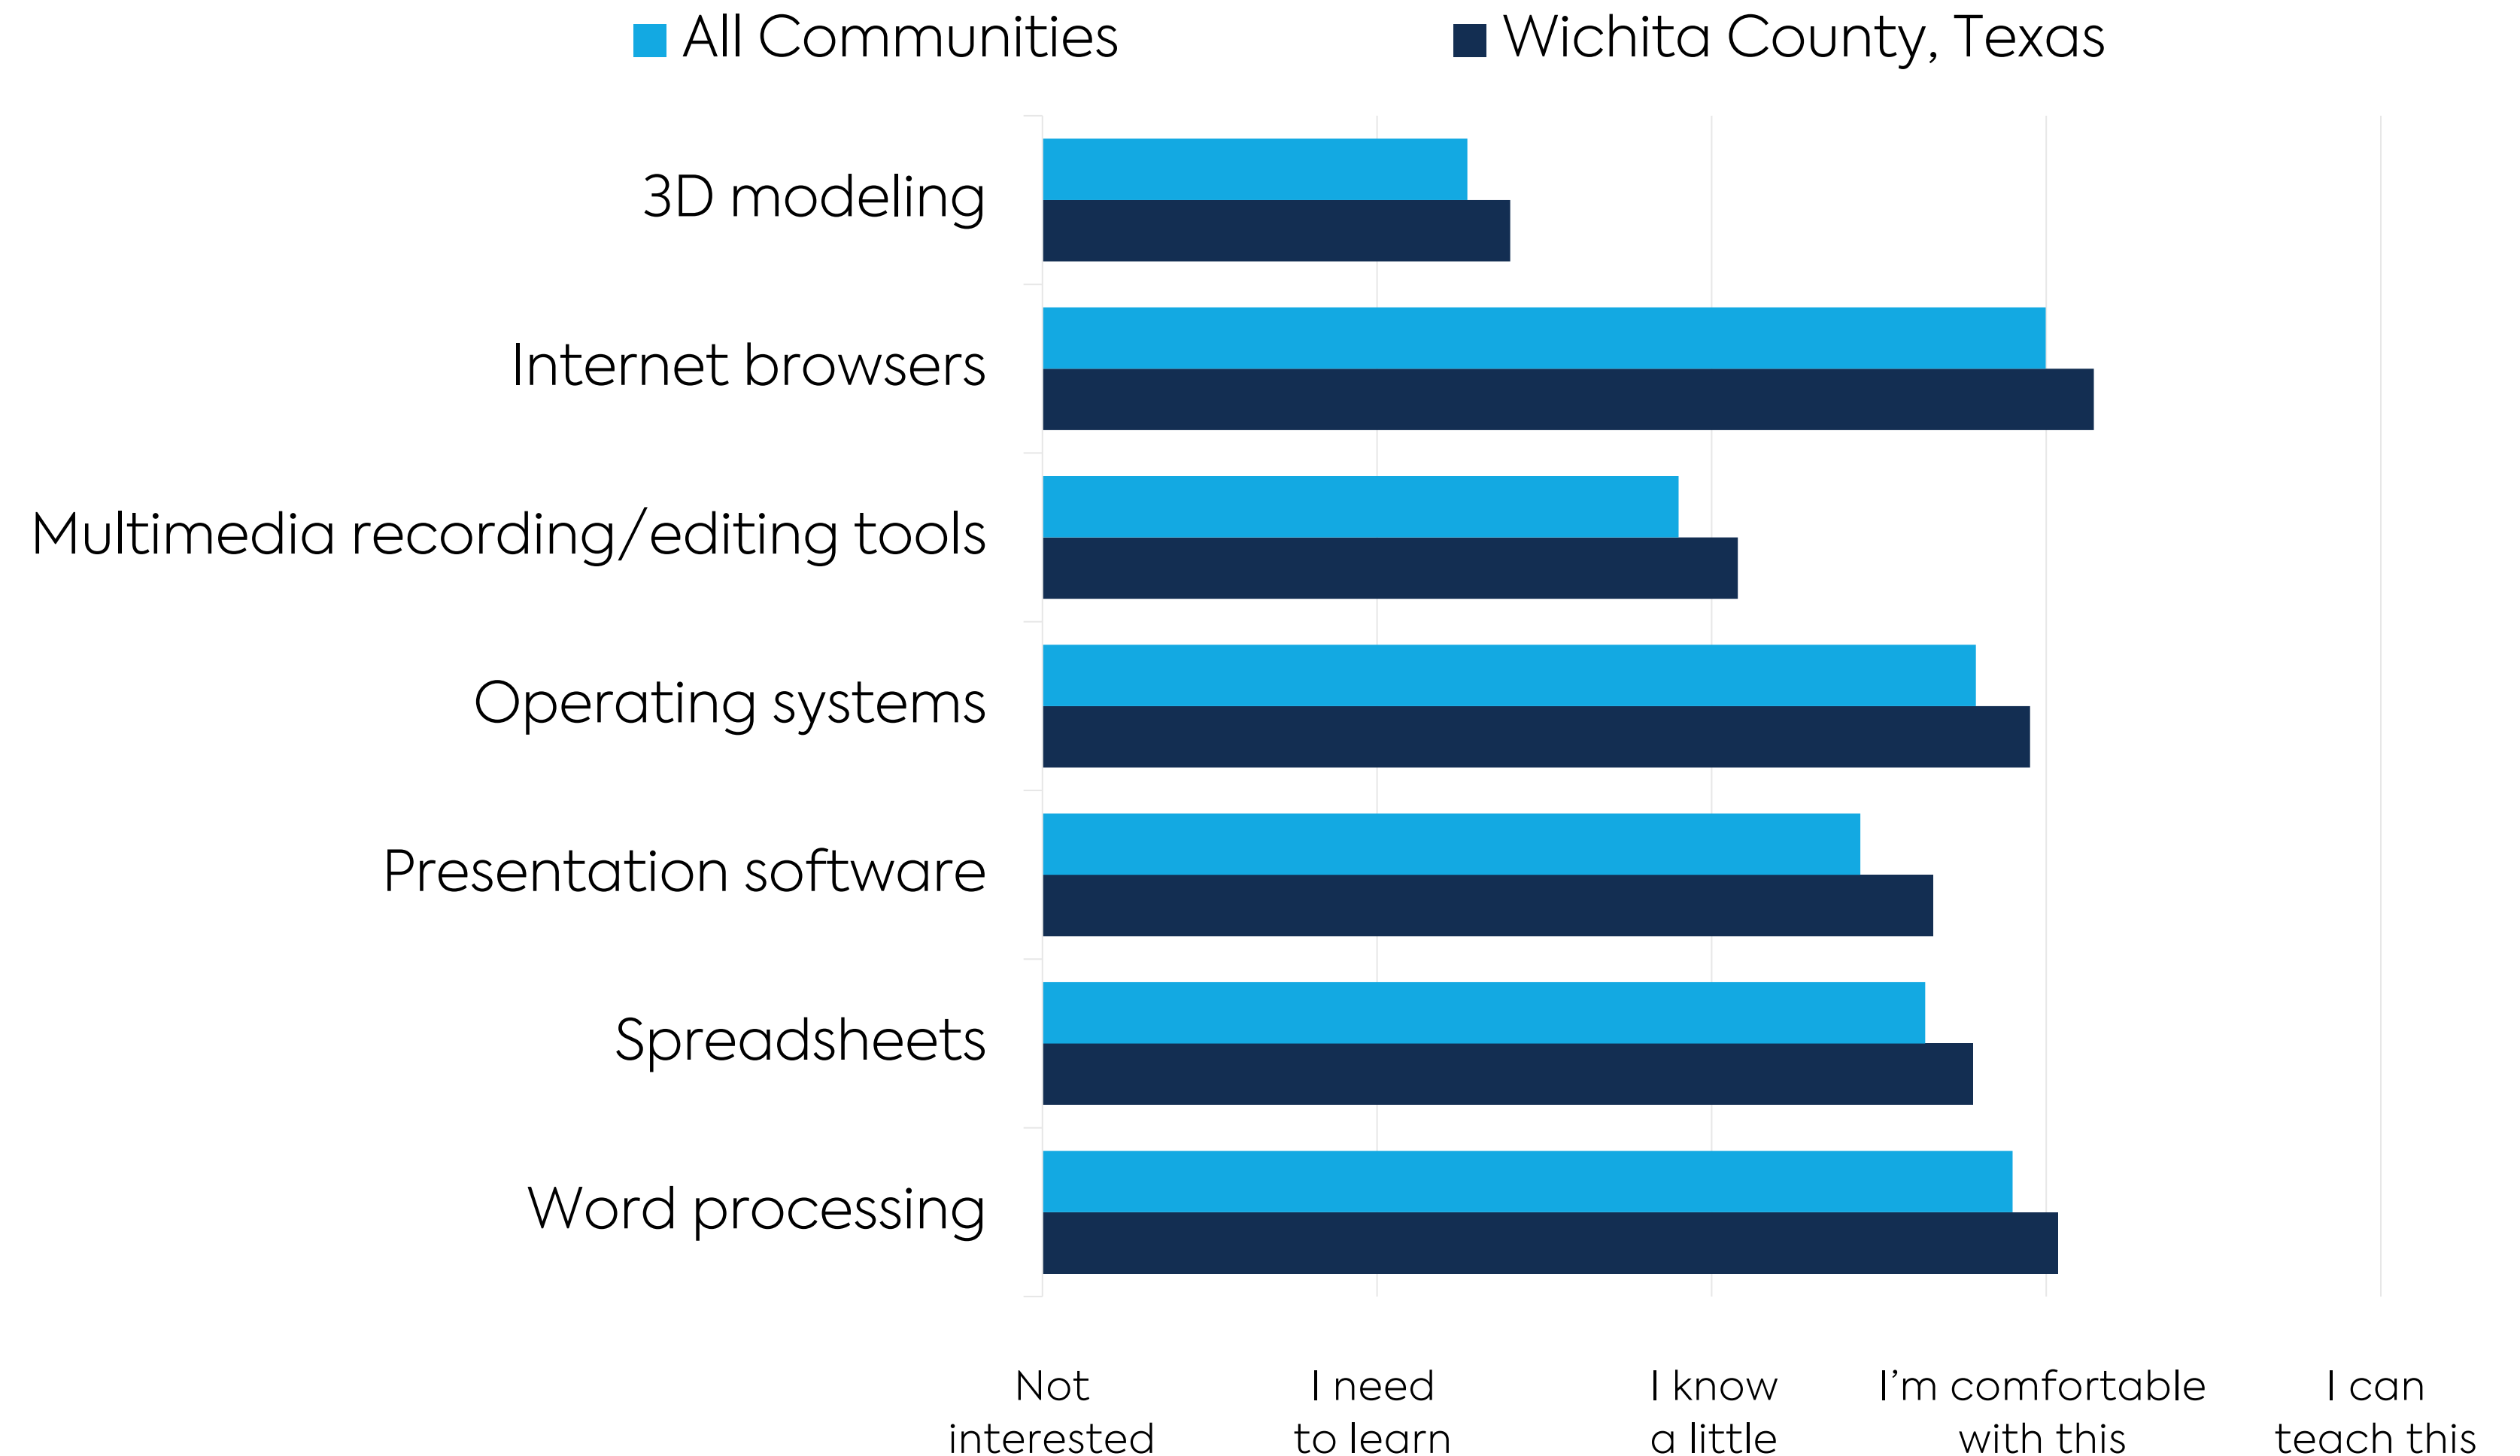 All Communities
Wichita County, Texas
3D modeling
Internet browsers
Multimedia recording/editing tools
Operating systems
Presentation software
Spreadsheets
Word processing
Not
interested
I need
to learn
I know
a little
I’m comfortable
with this
I can
teach this